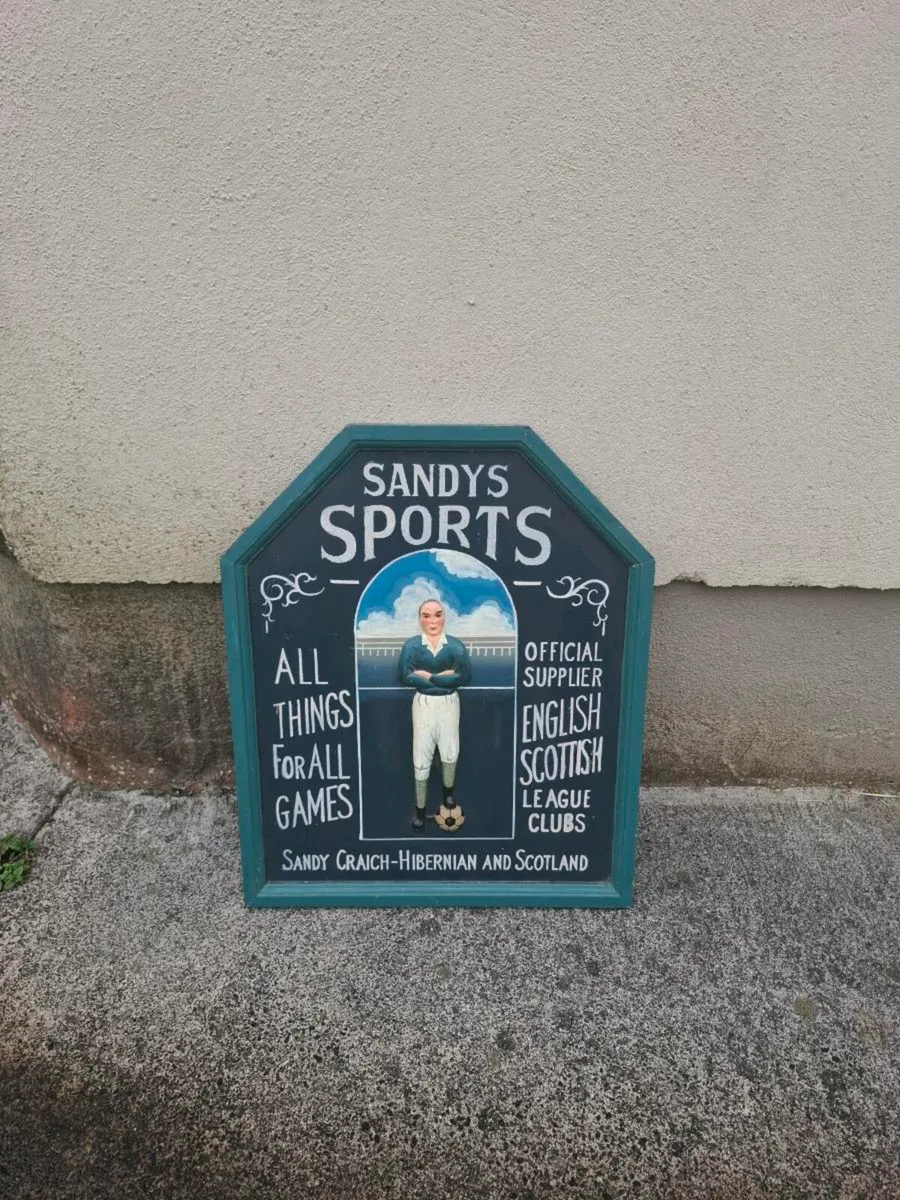 SANDYS
SPORTS
ALL
THINGS
FOR ALL
GAMES
OFFICIAL
SUPPLIER
ENGLISH
SCOTTISH
LEAGUE
CLUBS
SANDY CRAICH-HIBERNIAN AND SCOTLAND